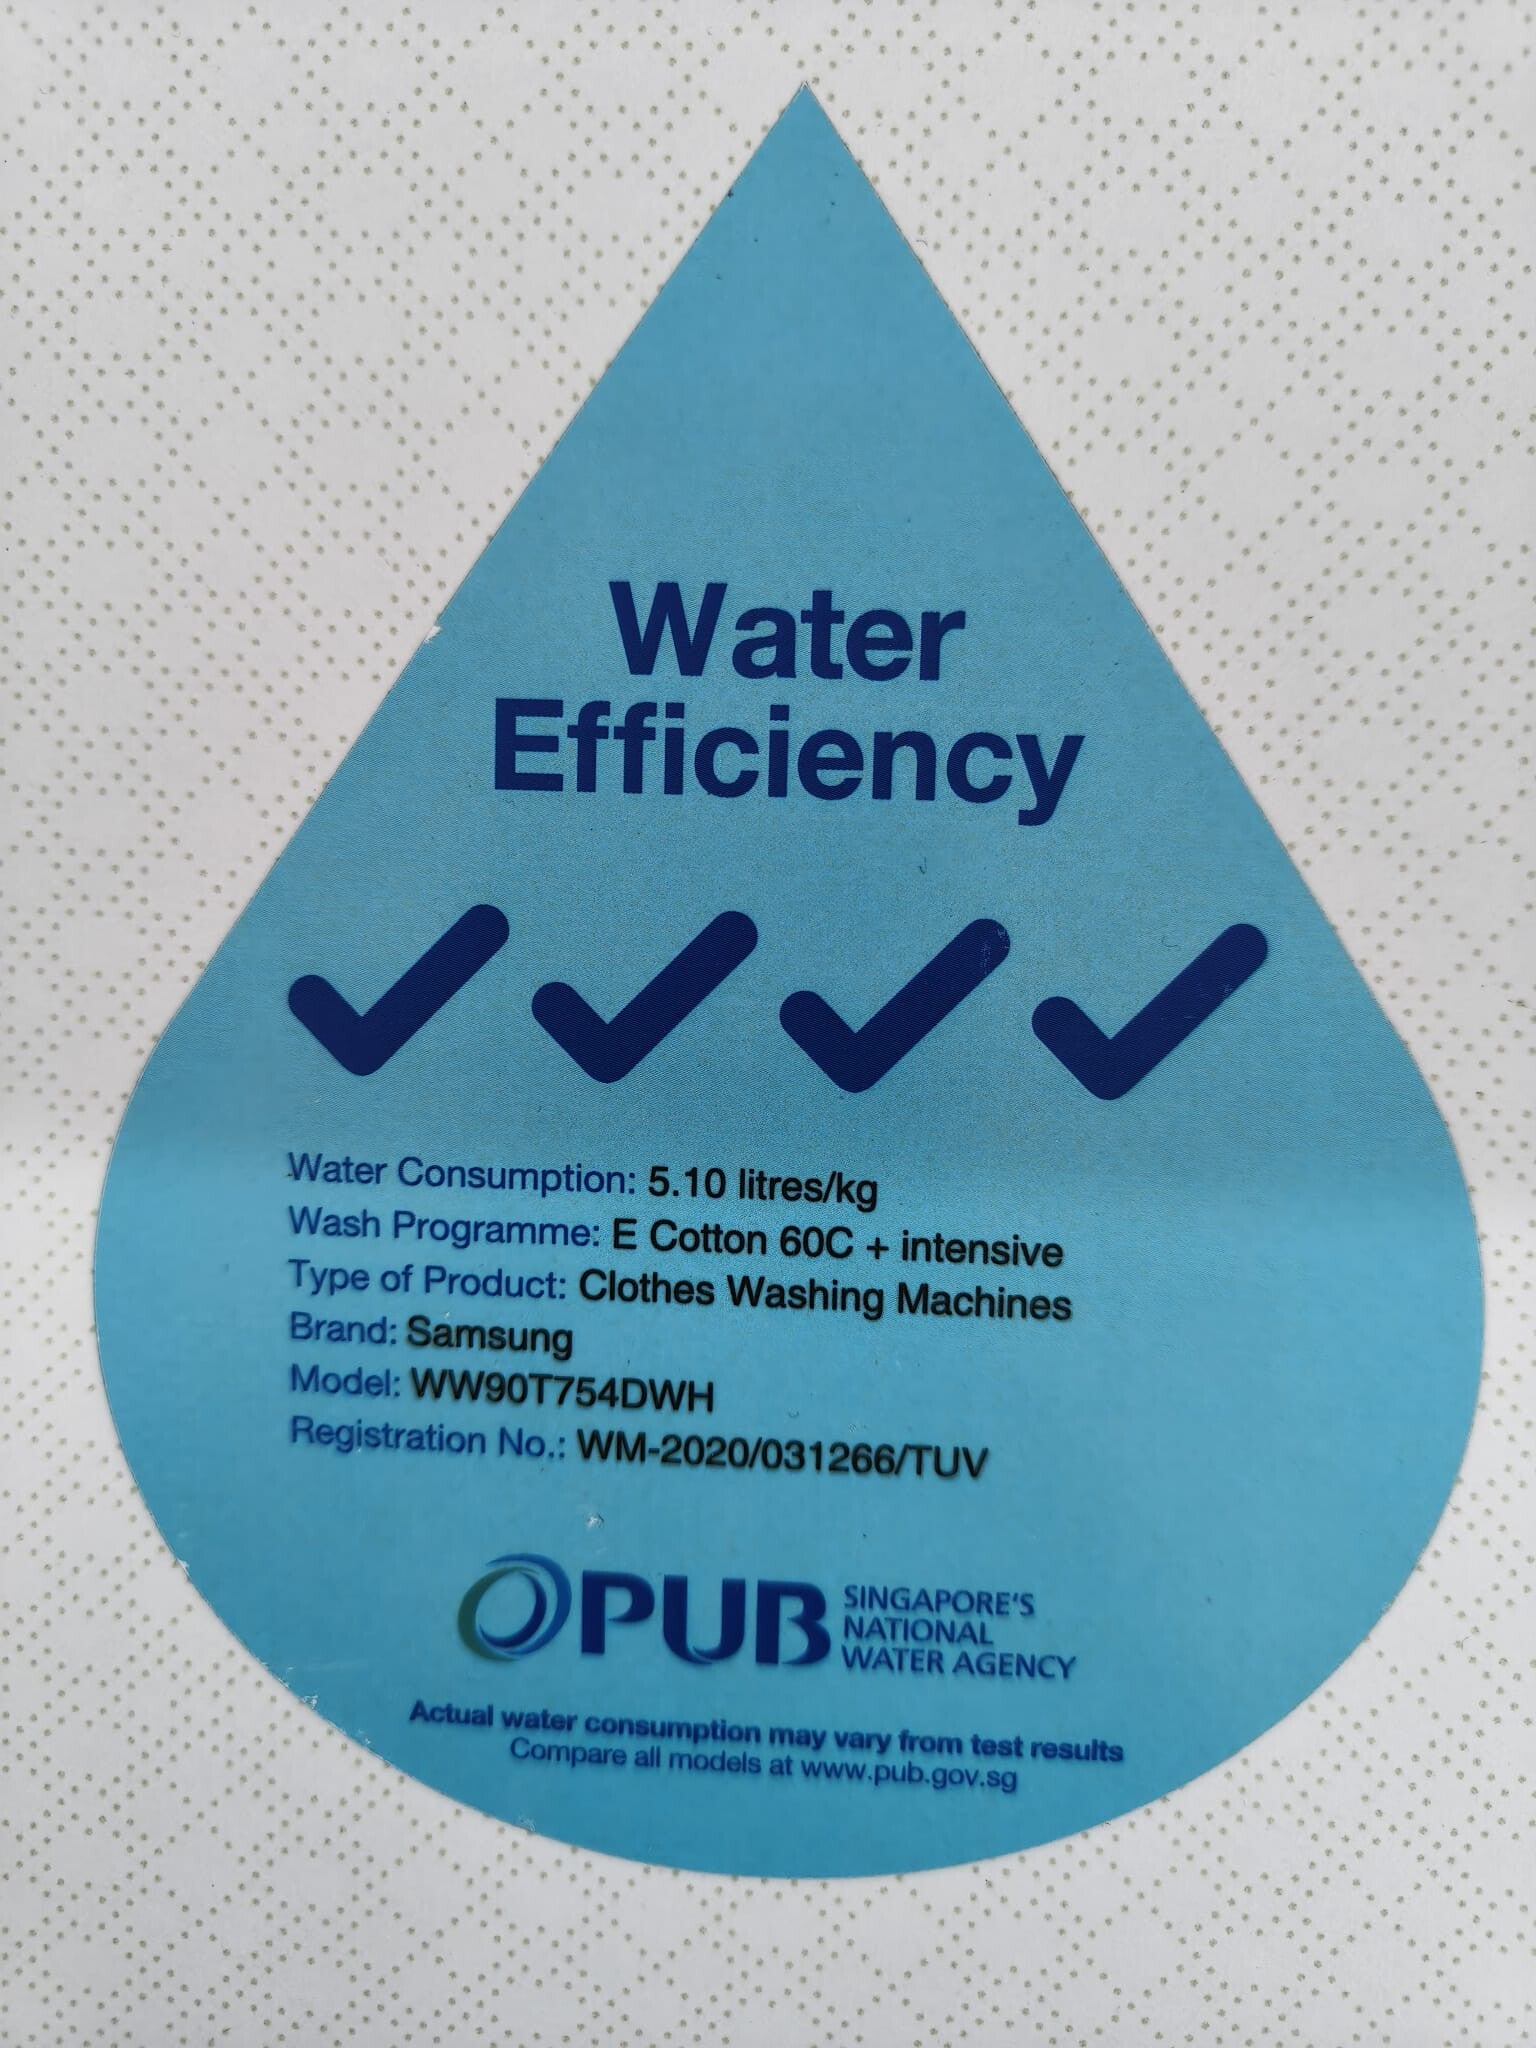 Water
Efficiency
Water Consumption: 5.10 litres/kg
Wash Programme: E Cotton 60C + intensive
Type of Product: Clothes Washing Machines
Brand: Samsung
Model: WW90T754DWH
Registration No.: WM-2020/031266/TUV
PUB SINGAPORE'S
NATIONAL
WATER AGENCY
Actual water consumption may vary from test results
Compare all models at www.pub.gov.sg